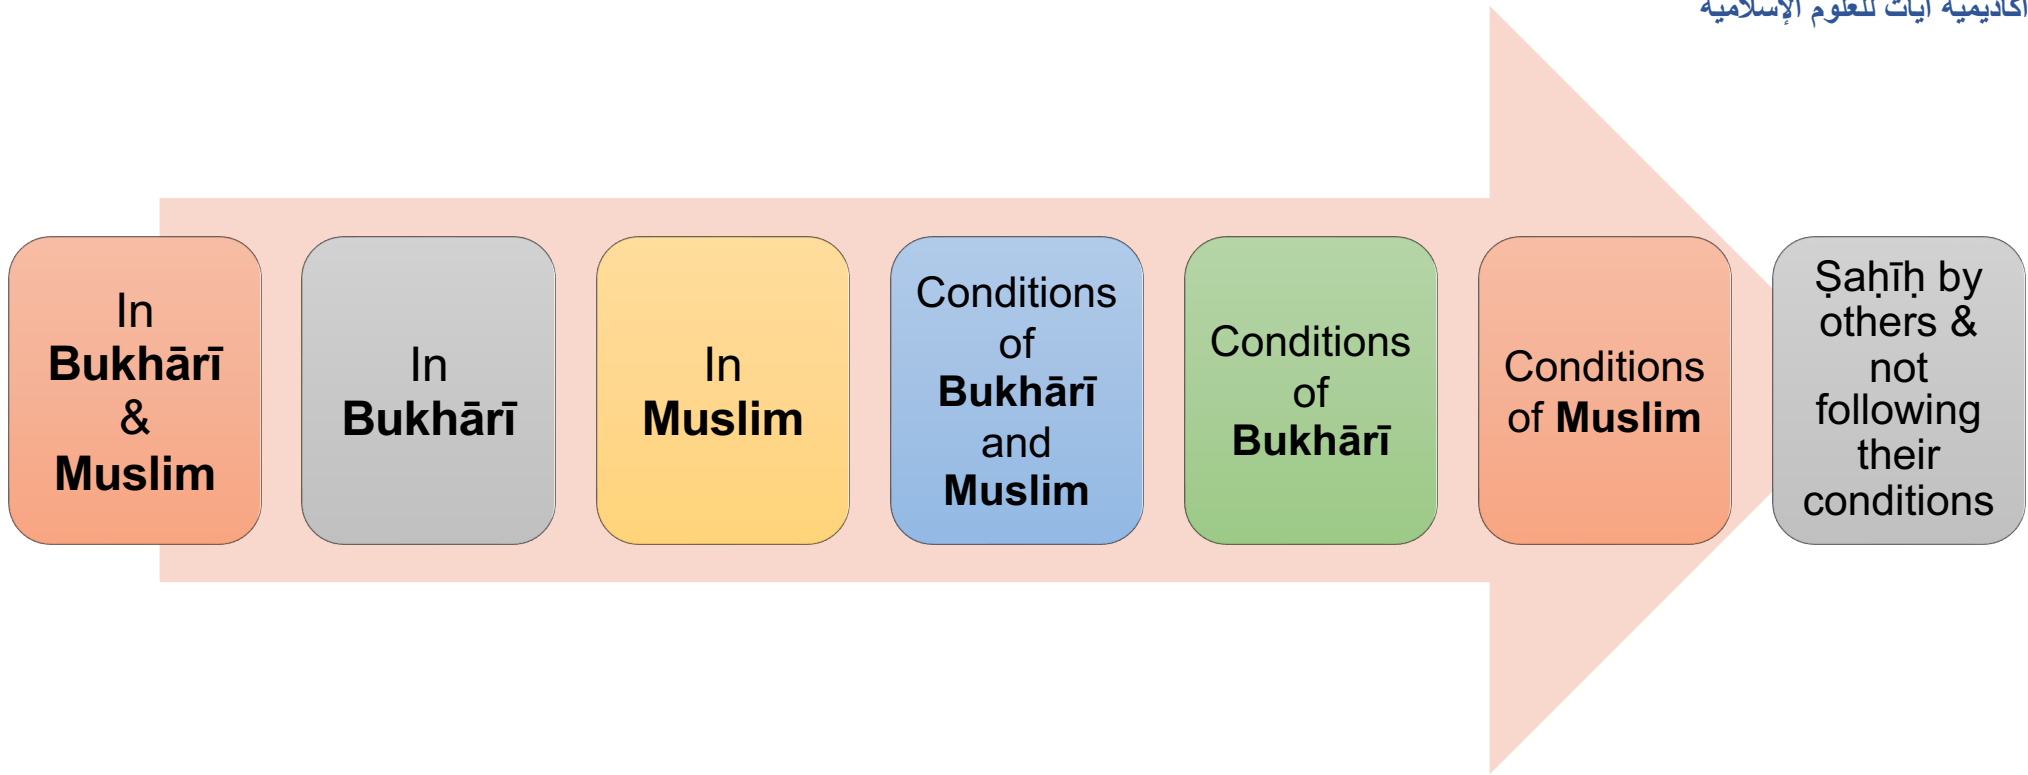 أكاديمية آيات للعلوم الإسلامية
In
Bukhārī
&
Muslim
In
Bukhārī
In
Muslim
Conditions
of
Bukhārī
and
Muslim
Conditions
of
Bukhārī
Conditions
of Muslim
Ṣaḥīḥ by
others &
not
following
their
conditions